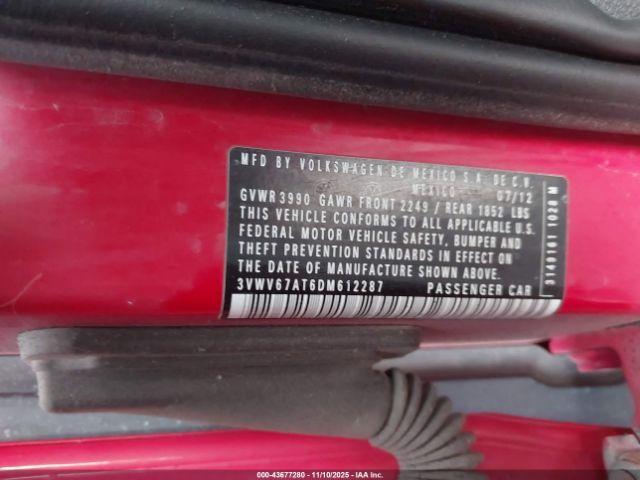 MFD BY VOLKSWAGEN DE MEXICO S.A. DE C.V.
MEXICO 07/12
GVWR 3990 GAWR FRONT 2249 / REAR 1852 LBS
THIS VEHICLE CONFORMS TO ALL APPLICABLE U.S.
FEDERAL MOTOR VEHICLE SAFETY, BUMPER AND
THEFT PREVENTION STANDARDS IN EFFECT ON
THE DATE OF MANUFACTURE SHOWN ABOVE.
3VWV67AT6DM612287 PASSENGER CAR
000-43677280 - 11/10/2025 - IAA Inc.